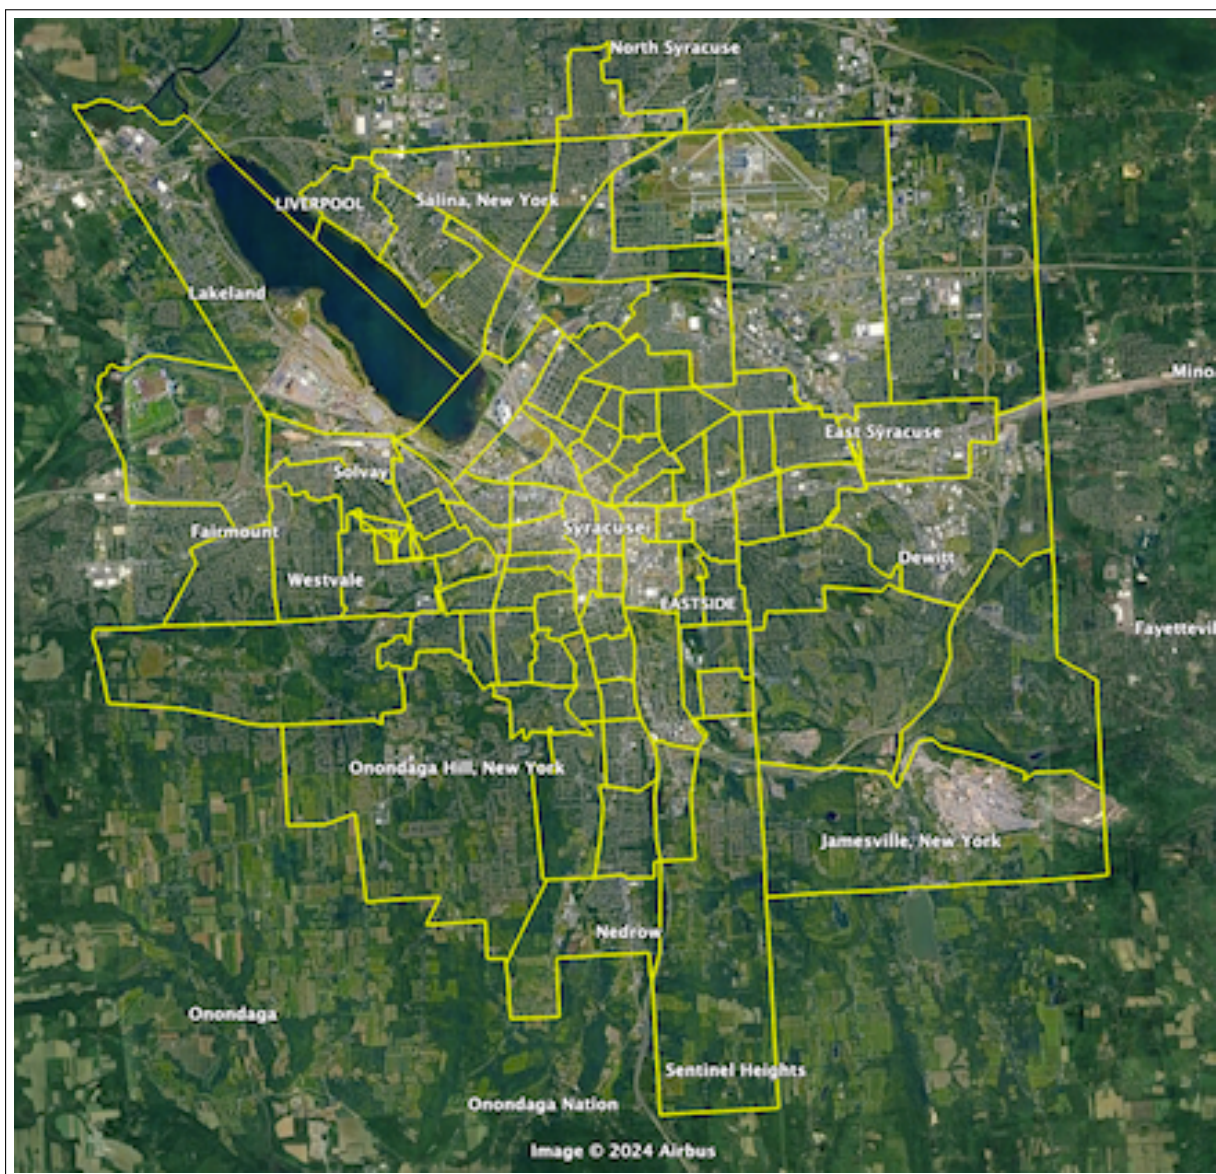 North Syracuse
LIVERPOOL
Salina, New York
Lakeland
Mino
East Syracuse
Solvay
Fairmount
Syracuse
Dewitt
Westvale
EASTSIDE
Fayettevil
Onondaga Hill, New York
Jamesville, New York
Nedrow
Onondaga
Sentinel Heights
Onondaga Nation
Image © 2024 Airbus